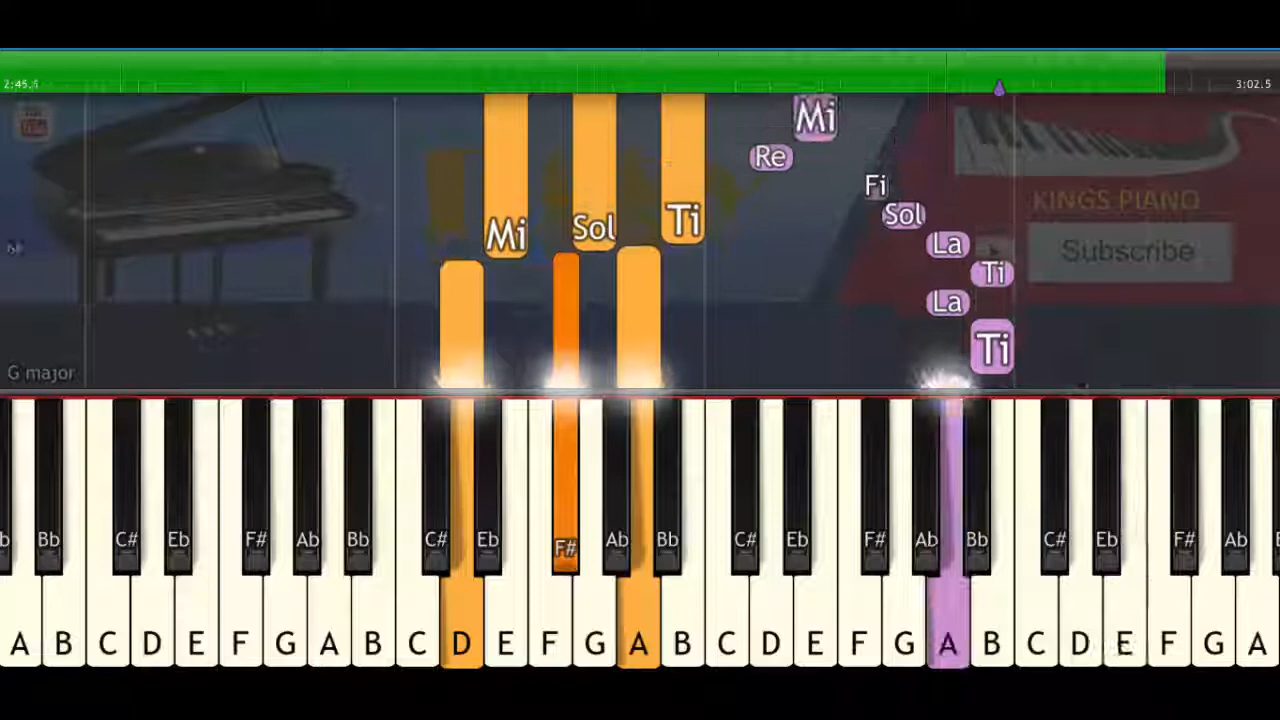 2:45.5 3:02.5
Mi
Re
Fi
KINGS PIANO
Mi Sol Ti
Sol
La
Subscribe
Ti
La
Ti
G major
Bb C# Eb F# Ab Bb C# Eb F# Ab Bb C# Eb F# Ab Bb C# Eb F# Ab
A B C D E F G A B C D E F G A B C D E F G A B C D E F G A